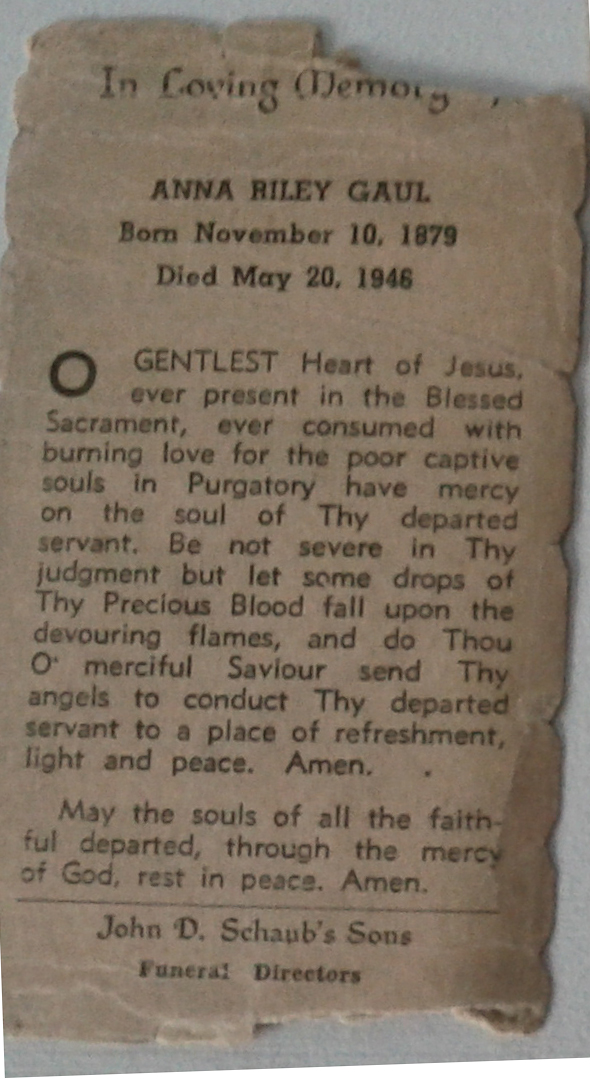 In Loving Memory
ANNA RILEY GAUL
Born November 10, 1879
Died May 20, 1946
O GENTLEST Heart of Jesus,
ever present in the Blessed
Sacrament, ever consumed with
burning love for the poor captive
souls in Purgatory have mercy
on the soul of Thy departed
servant. Be not severe in Thy
judgment but let some drops of
Thy Precious Blood fall upon the
devouring flames, and do Thou
O' merciful Saviour send Thy
angels to conduct Thy departed
servant to a place of refreshment,
light and peace. Amen.
May the souls of all the faith-
ful departed, through the mercy
of God, rest in peace. Amen.
John D. Schaub's Sons
Funeral Directors